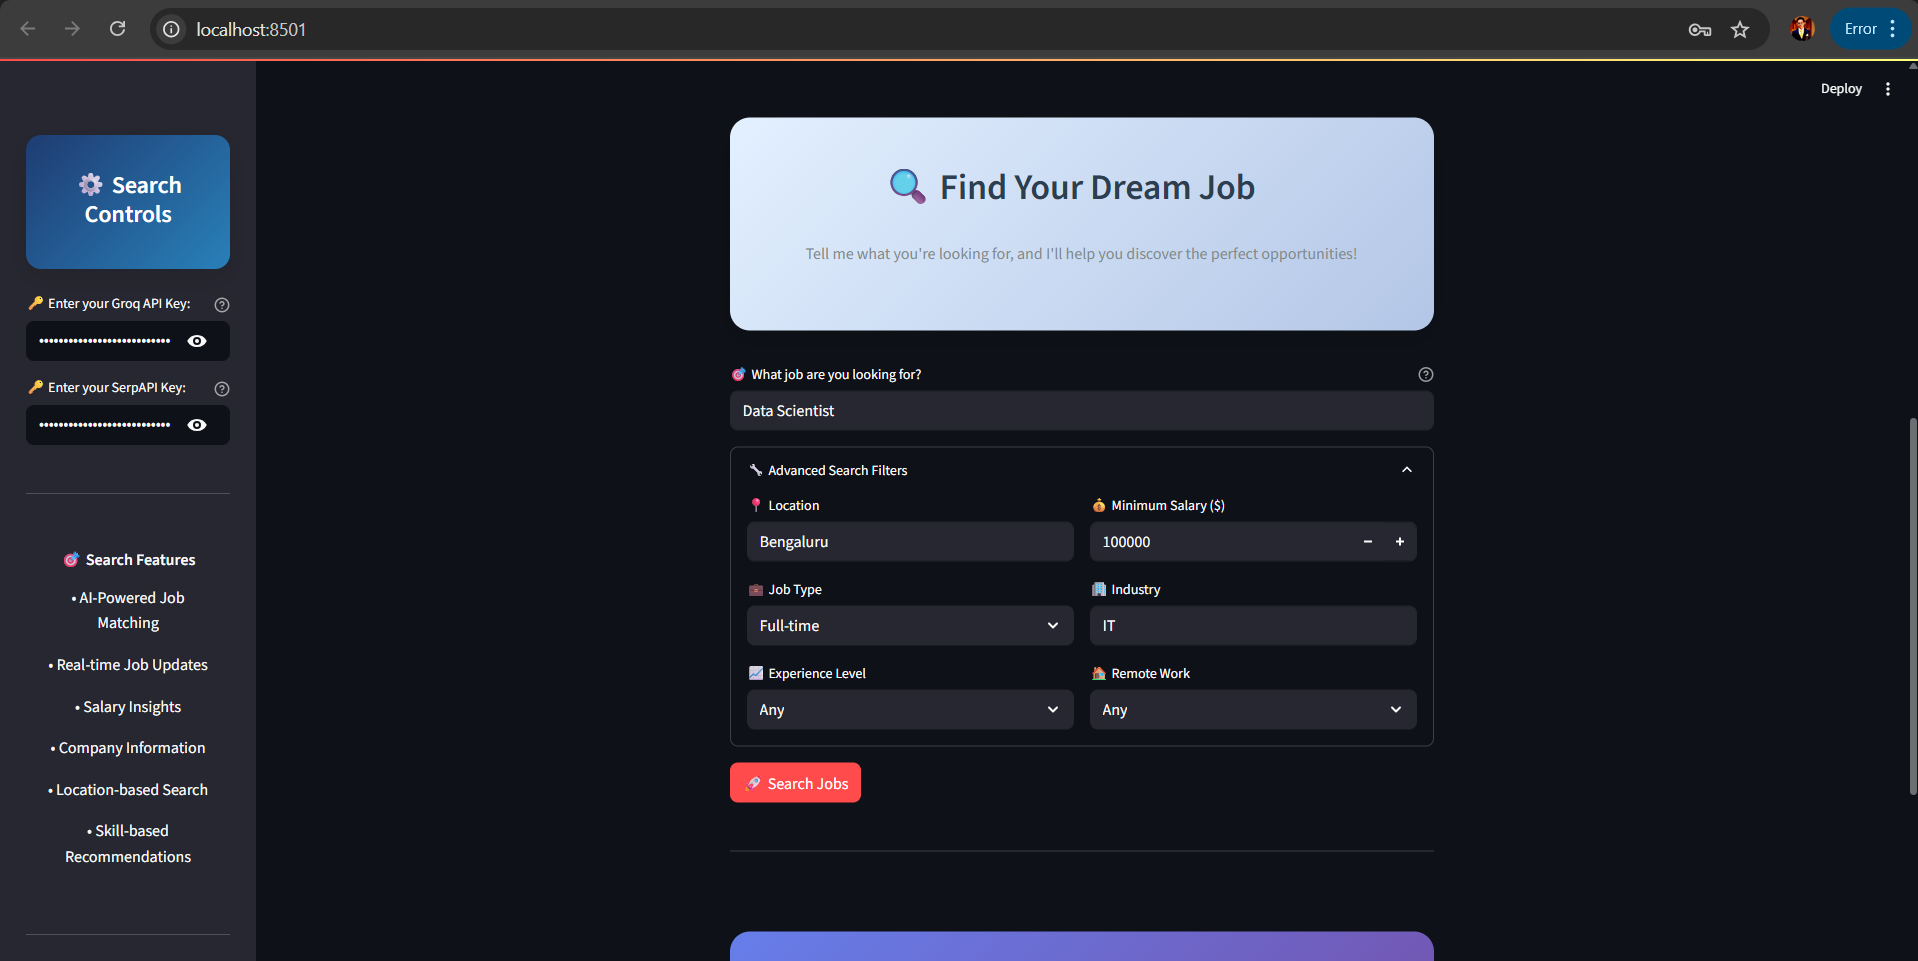 localhost:8501
Error
Deploy
Search
Controls
Enter your Groq API Key:
Enter your SerpAPI Key:
Search Features
• AI-Powered Job
Matching
• Real-time Job Updates
• Salary Insights
• Company Information
• Location-based Search
• Skill-based
Recommendations
Find Your Dream Job
Tell me what you're looking for, and I'll help you discover the perfect opportunities!
What job are you looking for?
Data Scientist
Advanced Search Filters
Location
Minimum Salary ($)
Bengaluru
100000
Job Type
Industry
Full-time
IT
Experience Level
Remote Work
Any
Any
Search Jobs